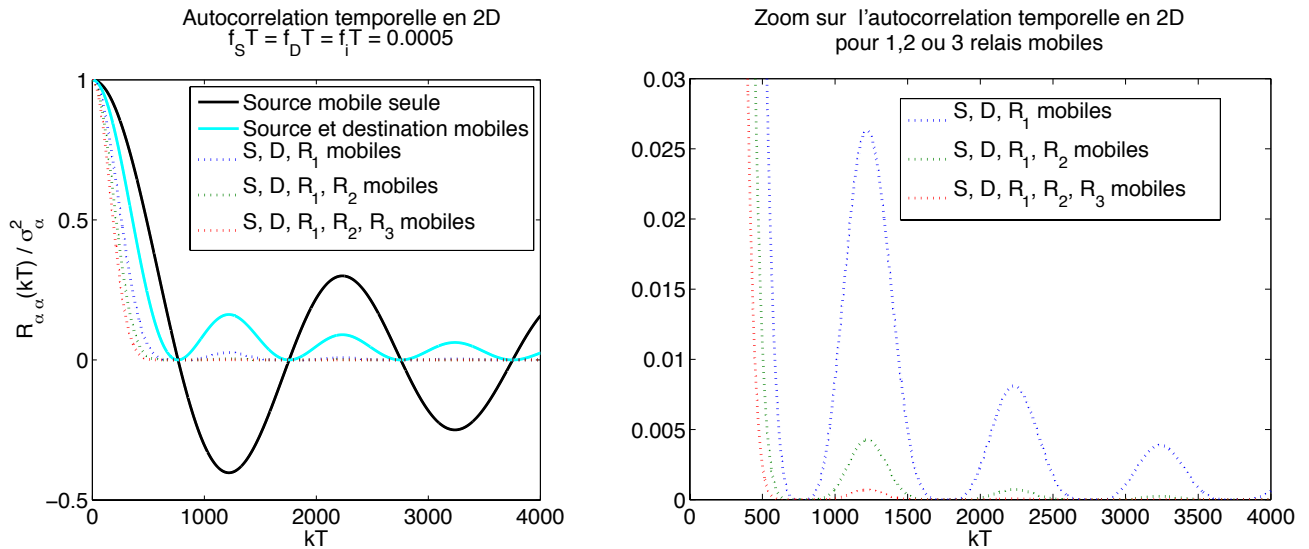 Autocorrelation temporelle en 2D
f_S T = f_D T = f_i T = 0.0005
1
0.5
0
−0.5
R_α α (kT) / σ_α^2
Source mobile seule
Source et destination mobiles
S, D, R_1 mobiles
S, D, R_1, R_2 mobiles
S, D, R_1, R_2, R_3 mobiles
0 1000 2000 3000 4000
kT
Zoom sur l'autocorrelation temporelle en 2D
pour 1,2 ou 3 relais mobiles
0.03
0.025
0.02
0.015
0.01
0.005
0
S, D, R_1 mobiles
S, D, R_1, R_2 mobiles
S, D, R_1, R_2, R_3 mobiles
0 500 1000 1500 2000 2500 3000 3500 4000
kT